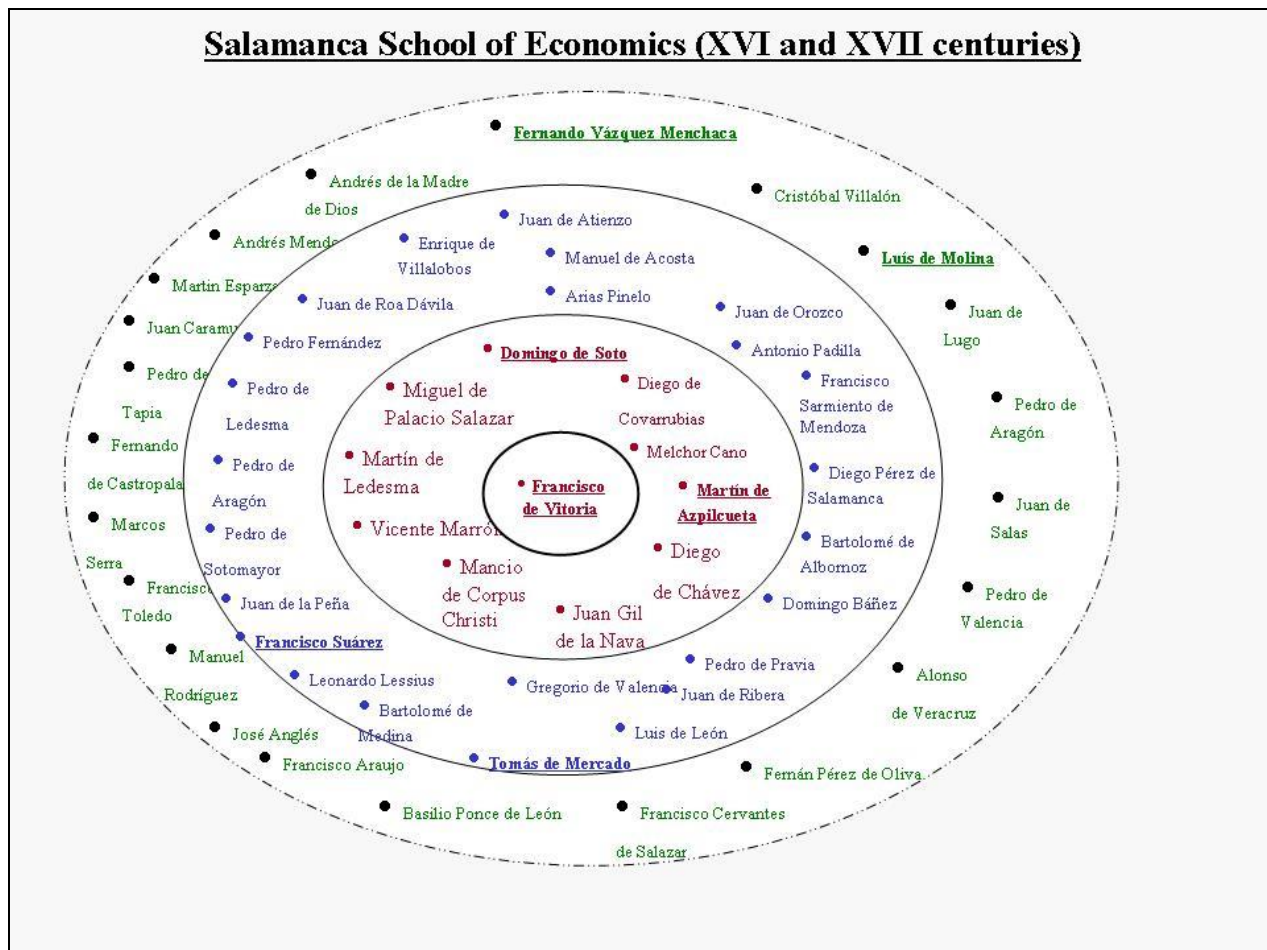 Salamanca School of Economics (XVI and XVII centuries)
Fernando Vázquez Menchaca
Andrés de la Madre
de Dios
Cristóbal Villalón
Andrés Mendo
Luís de Molina
Martin Esparza
Juan Caramu
Juan de
Lugo
Pedro de
Tapia
Pedro de
Aragón
Fernando
de Castropala
Marcos
Serra
Juan de
Salas
Francisco
Toledo
Pedro de
Valencia
Manuel
Rodríguez
Alonso
de Veracruz
José Anglés
Francisco Araujo
Fernán Pérez de Oliva
Basilio Ponce de León
Francisco Cervantes
de Salazar
Juan de Atienzo
Enrique de
Villalobos
Manuel de Acosta
Arias Pinelo
Juan de Roa Dávila
Juan de Orozco
Pedro Fernández
Antonio Padilla
Pedro de
Ledesma
Francisco
Sarmiento de
Mendoza
Pedro de
Aragón
Diego Pérez de
Salamanca
Pedro de
Sotomayor
Bartolomé de
Albornoz
Juan de la Peña
Domingo Báñez
Francisco Suárez
Pedro de Pravia
Leonardo Lessius
Gregorio de Valencia
Juan de Ribera
Bartolomé de
Medina
Luis de León
Tomás de Mercado
Domingo de Soto
Miguel de
Palacio Salazar
Diego de
Covarrubias
Martín de
Ledesma
Melchor Cano
Martín de
Azpilcueta
Vicente Marrón
Diego
de Chávez
Mancio
de Corpus
Christi
Juan Gil
de la Nava
Francisco
de Vitoria